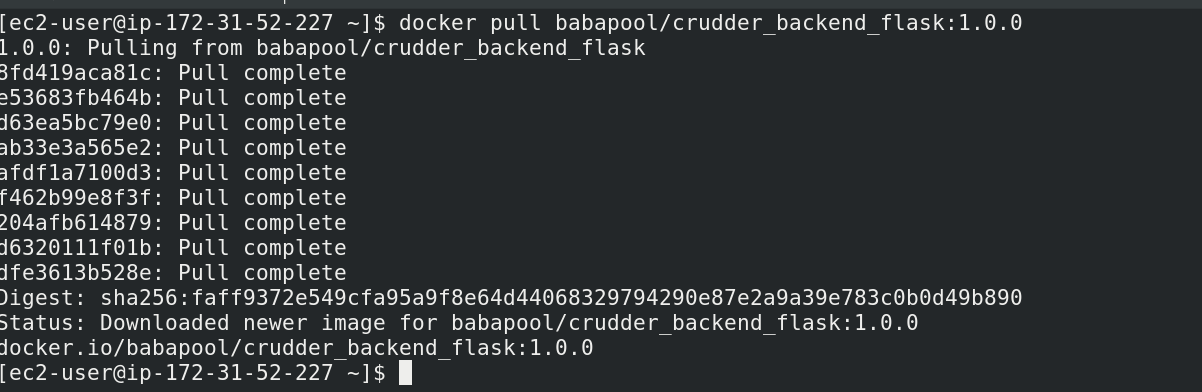 [ec2-user@ip-172-31-52-227 ~]$ docker pull babapool/crudder_backend_flask:1.0.0
1.0.0: Pulling from babapool/crudder_backend_flask
8fd419aca81c: Pull complete
e53683fb464b: Pull complete
d63ea5bc79e0: Pull complete
ab33e3a565e2: Pull complete
afdf1a7100d3: Pull complete
f462b99e8f3f: Pull complete
204afb614879: Pull complete
d6320111f01b: Pull complete
dfe3613b528e: Pull complete
Digest: sha256:faff9372e549cfa95a9f8e64d44068329794290e87e2a9a39e783c0b0d49b890
Status: Downloaded newer image for babapool/crudder_backend_flask:1.0.0
docker.io/babapool/crudder_backend_flask:1.0.0
[ec2-user@ip-172-31-52-227 ~]$